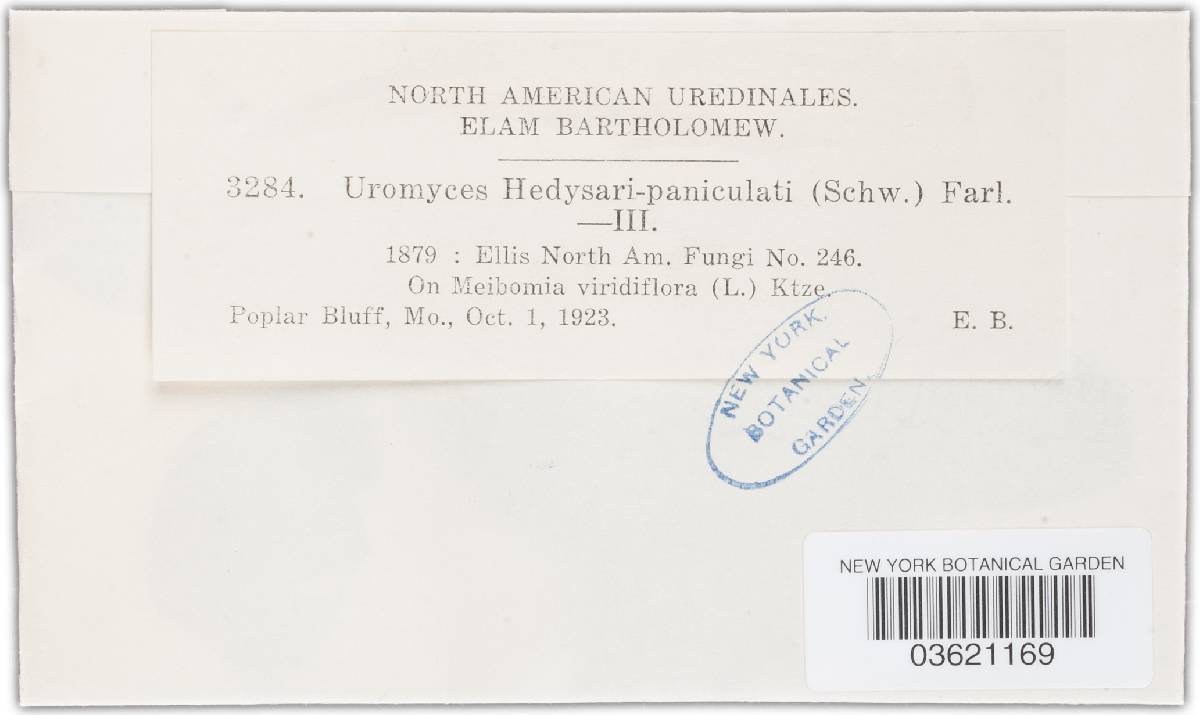 NORTH AMERICAN UREDINALES.
ELAM BARTHOLOMEW.
3284. Uromyces Hedysari-paniculati (Schw.) Farl.
—III.
1879 : Ellis North Am. Fungi No. 246.
On Meibomia viridiflora (L.) Ktze.
Poplar Bluff, Mo., Oct. 1, 1923. E. B.
NEW YORK.
BOTANICAL
GARDEN.
NEW YORK BOTANICAL GARDEN
03621169